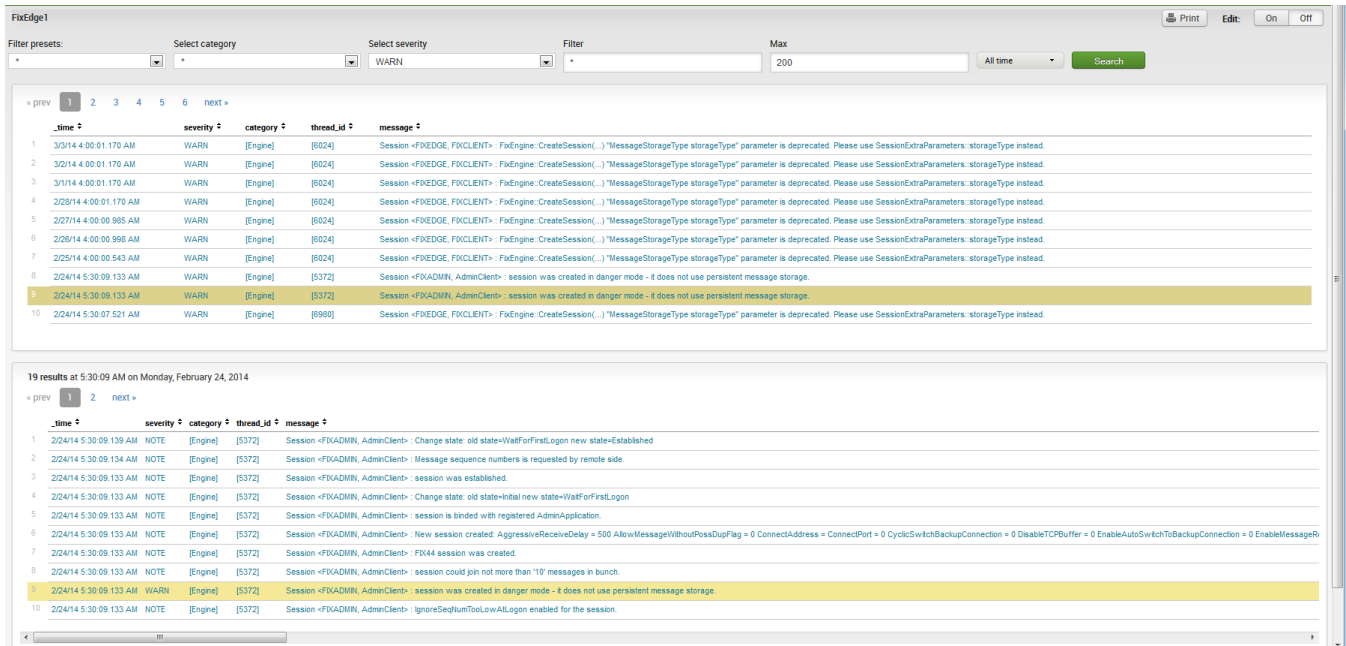 FixEdge1 Print Edit: On Off
Filter presets: Select category Select severity Filter Max
* * WARN * 200 All time Search
« prev 1 2 3 4 5 6 next »
_time severity category thread_id message
1 3/3/14 4:00:01.170 AM WARN [Engine] [6024] Session <FIXEDGE, FIXCLIENT> : FixEngine::CreateSession(...) "MessageStorageType storageType" parameter is deprecated. Please use SessionExtraParameters::storageType instead.
2 3/2/14 4:00:01.170 AM WARN [Engine] [6024] Session <FIXEDGE, FIXCLIENT> : FixEngine::CreateSession(...) "MessageStorageType storageType" parameter is deprecated. Please use SessionExtraParameters::storageType instead.
3 3/1/14 4:00:01.170 AM WARN [Engine] [6024] Session <FIXEDGE, FIXCLIENT> : FixEngine::CreateSession(...) "MessageStorageType storageType" parameter is deprecated. Please use SessionExtraParameters::storageType instead.
4 2/28/14 4:00:01.170 AM WARN [Engine] [6024] Session <FIXEDGE, FIXCLIENT> : FixEngine::CreateSession(...) "MessageStorageType storageType" parameter is deprecated. Please use SessionExtraParameters::storageType instead.
5 2/27/14 4:00:00.985 AM WARN [Engine] [6024] Session <FIXEDGE, FIXCLIENT> : FixEngine::CreateSession(...) "MessageStorageType storageType" parameter is deprecated. Please use SessionExtraParameters::storageType instead.
6 2/26/14 4:00:00.998 AM WARN [Engine] [6024] Session <FIXEDGE, FIXCLIENT> : FixEngine::CreateSession(...) "MessageStorageType storageType" parameter is deprecated. Please use SessionExtraParameters::storageType instead.
7 2/25/14 4:00:00.543 AM WARN [Engine] [6024] Session <FIXEDGE, FIXCLIENT> : FixEngine::CreateSession(...) "MessageStorageType storageType" parameter is deprecated. Please use SessionExtraParameters::storageType instead.
8 2/24/14 5:30:09.133 AM WARN [Engine] [5372] Session <FIXADMIN, AdminClient> : session was created in danger mode - it does not use persistent message storage.
9 2/24/14 5:30:09.133 AM WARN [Engine] [5372] Session <FIXADMIN, AdminClient> : session was created in danger mode - it does not use persistent message storage.
10 2/24/14 5:30:07.521 AM WARN [Engine] [6980] Session <FIXEDGE, FIXCLIENT> : FixEngine::CreateSession(...) "MessageStorageType storageType" parameter is deprecated. Please use SessionExtraParameters::storageType instead.
19 results at 5:30:09 AM on Monday, February 24, 2014
« prev 1 2 next »
_time severity category thread_id message
1 2/24/14 5:30:09.139 AM NOTE [Engine] [5372] Session <FIXADMIN, AdminClient> : Change state: old state=WaitForFirstLogon new state=Established
2 2/24/14 5:30:09.134 AM NOTE [Engine] [5372] Session <FIXADMIN, AdminClient> : Message sequence numbers is requested by remote side.
3 2/24/14 5:30:09.133 AM NOTE [Engine] [5372] Session <FIXADMIN, AdminClient> : session was established.
4 2/24/14 5:30:09.133 AM NOTE [Engine] [5372] Session <FIXADMIN, AdminClient> : Change state: old state=Initial new state=WaitForFirstLogon
5 2/24/14 5:30:09.133 AM NOTE [Engine] [5372] Session <FIXADMIN, AdminClient> : session is binded with registered AdminApplication.
6 2/24/14 5:30:09.133 AM NOTE [Engine] [5372] Session <FIXADMIN, AdminClient> : New session created: AggressiveReceiveDelay = 500 AllowMessageWithoutPossDupFlag = 0 ConnectAddress = ConnectPort = 0 CyclicSwitchBackupConnection = 0 DisableTCPBuffer = 0 EnableAutoSwitchToBackupConnection = 0 EnableMessageR
7 2/24/14 5:30:09.133 AM NOTE [Engine] [5372] Session <FIXADMIN, AdminClient> : FIX44 session was created.
8 2/24/14 5:30:09.133 AM NOTE [Engine] [5372] Session <FIXADMIN, AdminClient> : session could join not more than '10' messages in bunch.
9 2/24/14 5:30:09.133 AM WARN [Engine] [5372] Session <FIXADMIN, AdminClient> : session was created in danger mode - it does not use persistent message storage.
10 2/24/14 5:30:09.133 AM NOTE [Engine] [5372] Session <FIXADMIN, AdminClient> : IgnoreSeqNumTooLowAtLogon enabled for the session.